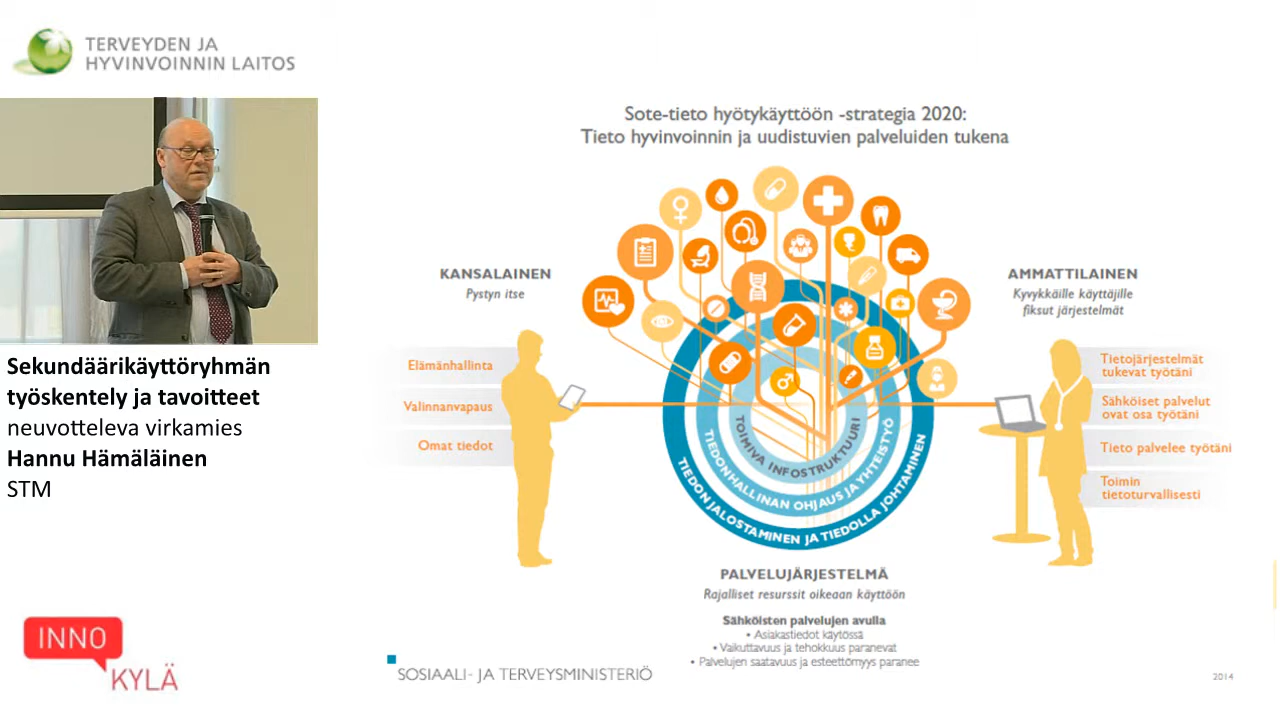 TERVEYDEN JA
HYVINVOINNIN LAITOS
Sekundäärikäyttöryhmän
työskentely ja tavoitteet
neuvotteleva virkamies
Hannu Hämäläinen
STM
INNO
KYLÄ
Sote-tieto hyötykäyttöön -strategia 2020:
Tieto hyvinvoinnin ja uudistuvien palveluiden tukena
KANSALAINEN
Pystyn itse
Elämänhallinta
Valinnanvapaus
Omat tiedot
AMMATTILAINEN
Kyvykkäille käyttäjille
fiksut järjestelmät
Tietojärjestelmät
tukevat työtäni
Sähköiset palvelut
ovat osa työtäni
Tieto palvelee työtäni
Toimin
tietoturvallisesti
TOIMIVA INFOSTRUKTUURI
TIEDONHALLINAN OHJAUS JA YHTEISTYÖ
TIEDON JALOSTAMINEN JA TIEDOLLA JOHTAMINEN
PALVELUJÄRJESTELMÄ
Rajalliset resurssit oikeaan käyttöön
Sähköisten palvelujen avulla
• Asiakastiedot käytössä
• Vaikuttavuus ja tehokkuus paranevat
• Palvelujen saatavuus ja esteettömyys paranee
SOSIAALI- JA TERVEYSMINISTERIÖ
2014